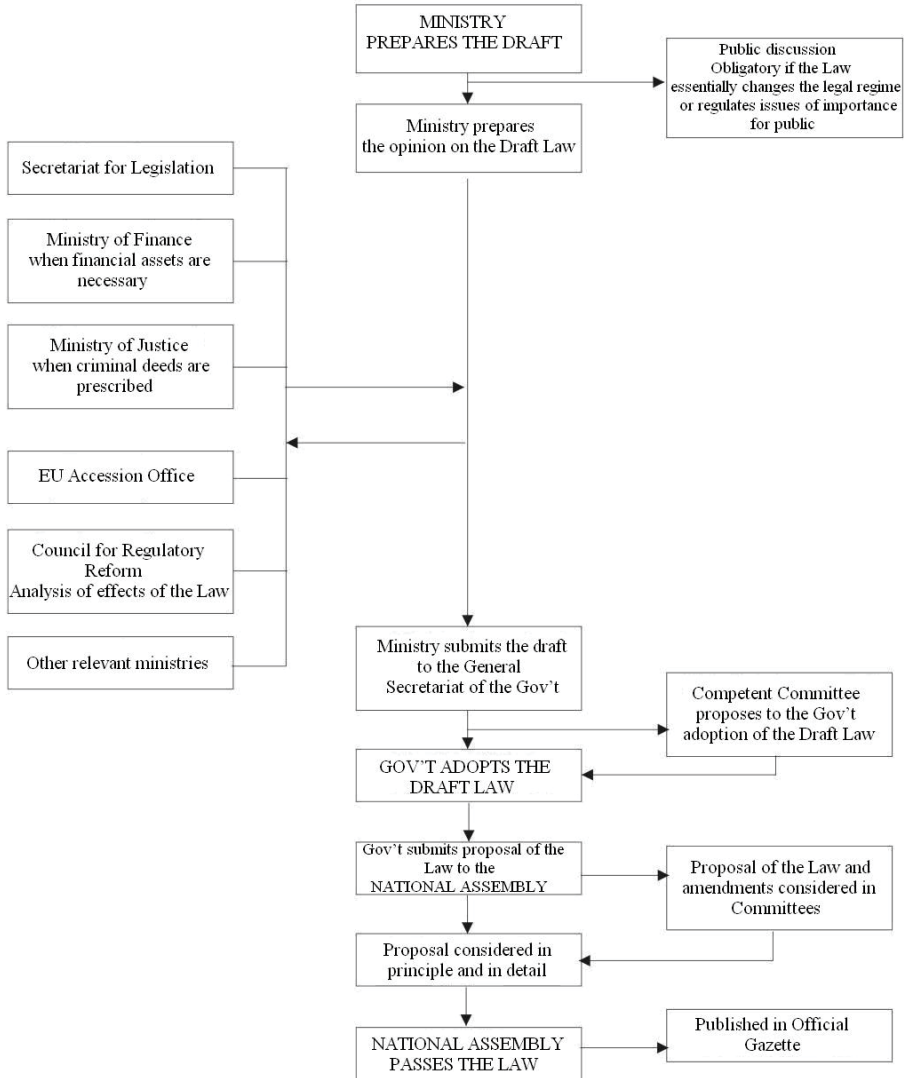 MINISTRY
PREPARES THE DRAFT
Public discussion
Obligatory if the Law
essentially changes the legal regime
or regulates issues of importance
for public
Ministry prepares
the opinion on the Draft Law
Secretariat for Legislation
Ministry of Finance
when financial assets are
necessary
Ministry of Justice
when criminal deeds are
prescribed
EU Accession Office
Council for Regulatory
Reform
Analysis of effects of the Law
Other relevant ministries
Ministry submits the draft
to the General
Secretariat of the Gov't
Competent Committee
proposes to the Gov't
adoption of the Draft Law
GOV'T ADOPTS THE
DRAFT LAW
Gov't submits proposal of the
Law to the
NATIONAL ASSEMBLY
Proposal of the Law and
amendments considered in
Committees
Proposal considered in
principle and in detail
NATIONAL ASSEMBLY
PASSES THE LAW
Published in Official
Gazette